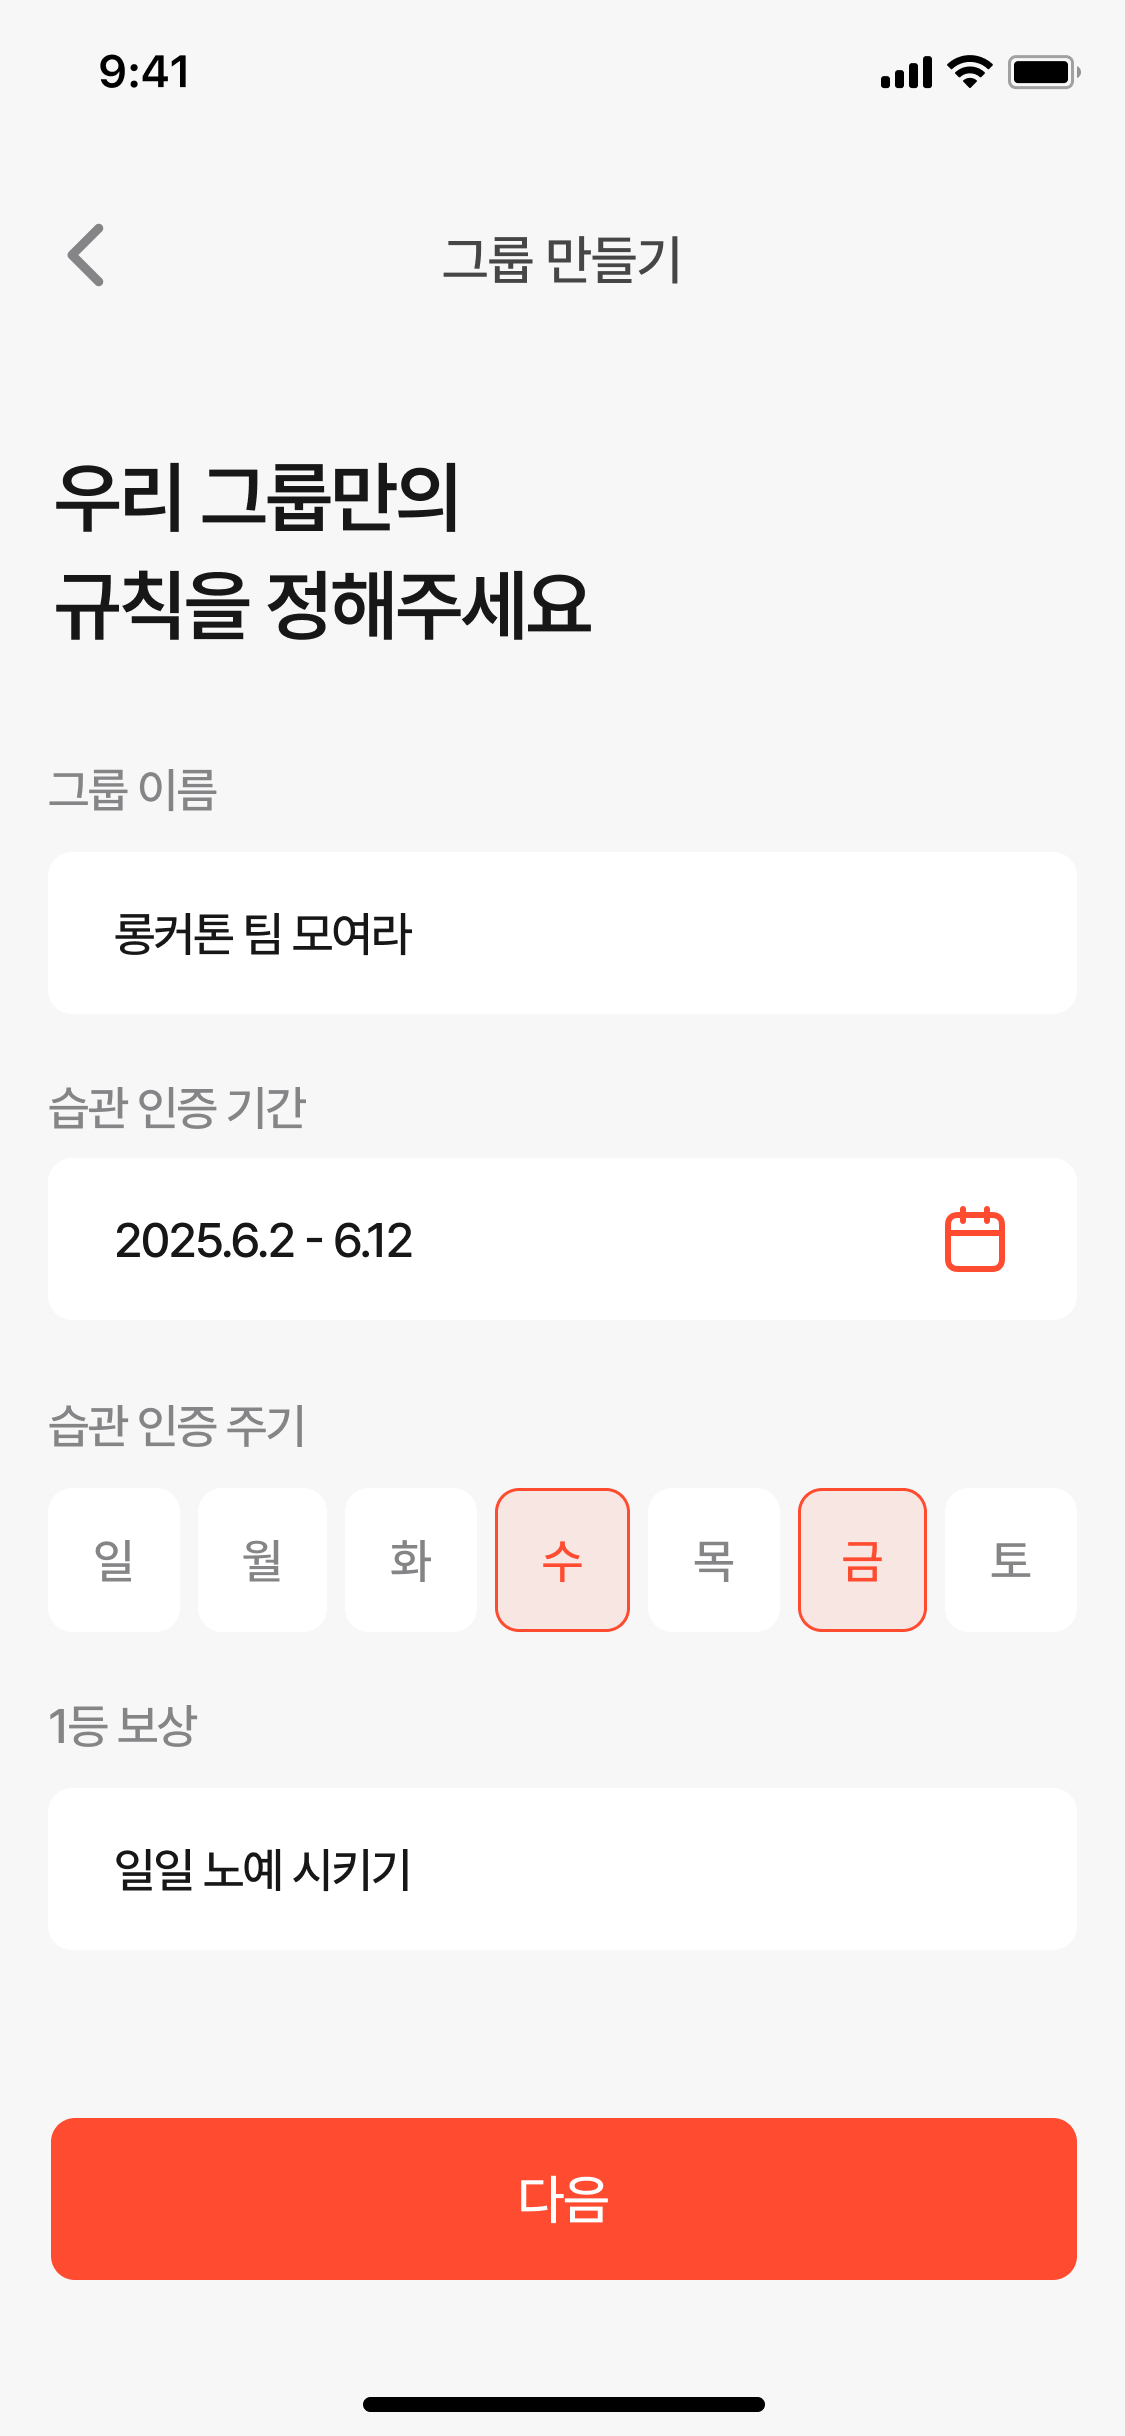 9:41
그룹 만들기
우리 그룹만의
규칙을 정해주세요
그룹 이름
롱커톤 팀 모여라
습관 인증 기간
2025.6.2 - 6.12
습관 인증 주기
일 월 화 수 목 금 토
1등 보상
일일 노예 시키기
다음